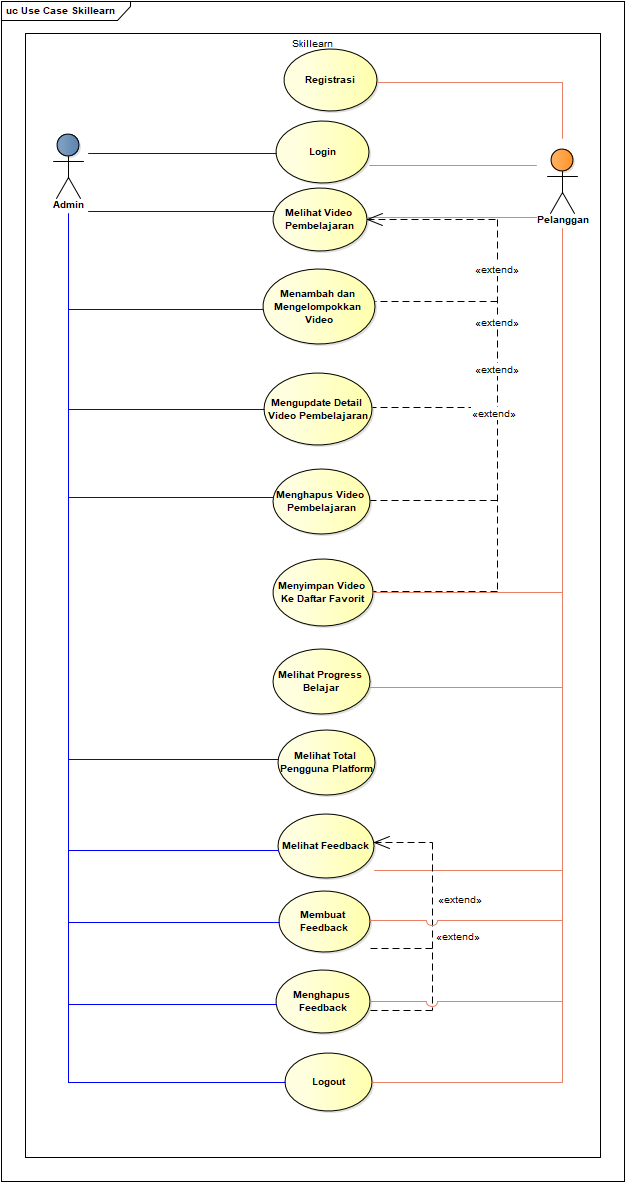 uc Use Case Skillearn
Skillearn
Registrasi
Login
Admin
Pelanggan
Melihat Video
Pembelajaran
«extend»
Menambah dan
Mengelompokkan
Video
«extend»
«extend»
Mengupdate Detail
Video Pembelajaran
«extend»
Menghapus Video
Pembelajaran
Menyimpan Video
Ke Daftar Favorit
Melihat Progress
Belajar
Melihat Total
Pengguna Platform
Melihat Feedback
«extend»
Membuat
Feedback
«extend»
Menghapus
Feedback
Logout